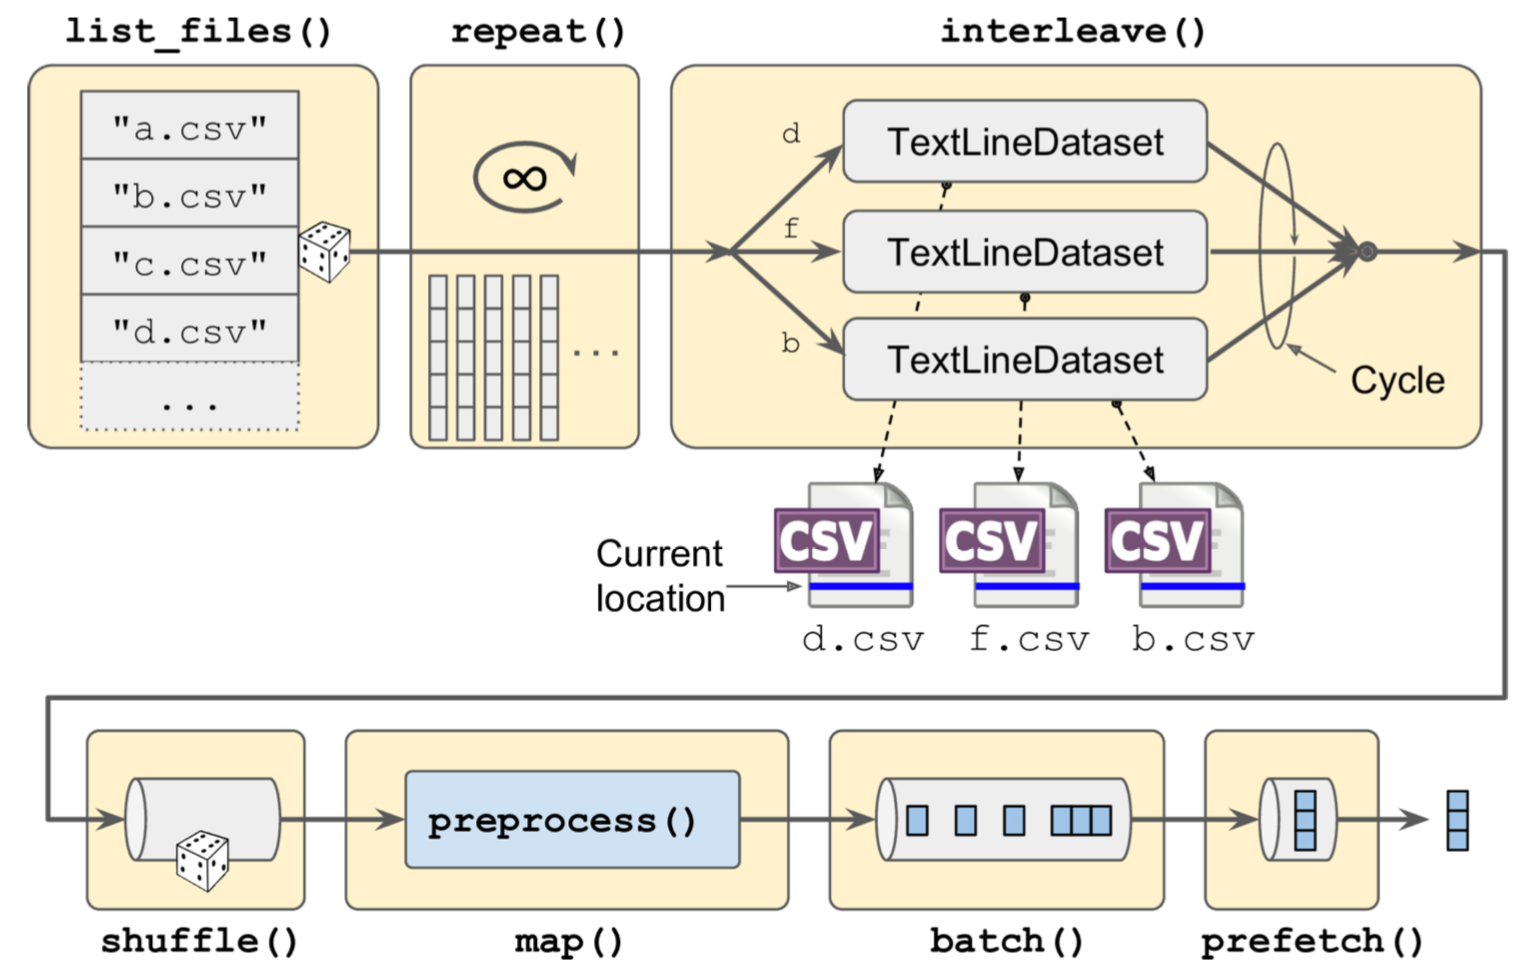 list_files()
repeat()
interleave()
"a.csv"
"b.csv"
"c.csv"
"d.csv"
...
∞
...
d
f
b
TextLineDataset
TextLineDataset
TextLineDataset
Cycle
Current
location
CSV
CSV
CSV
d.csv
f.csv
b.csv
preprocess()
shuffle()
map()
batch()
prefetch()